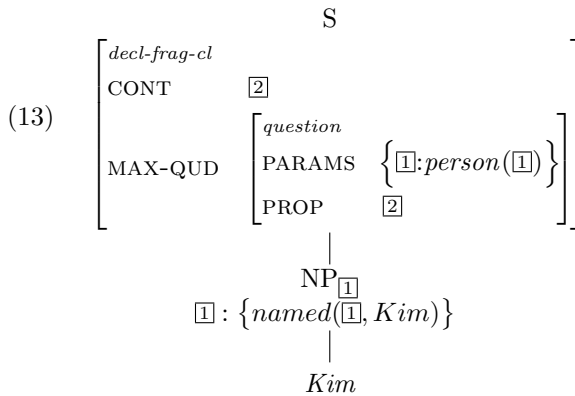 S
decl-frag-cl
CONT 2
(13)
question
MAX-QUD PARAMS {1:person(1)}
PROP 2
NP1
1 : {named(1, Kim)}
Kim